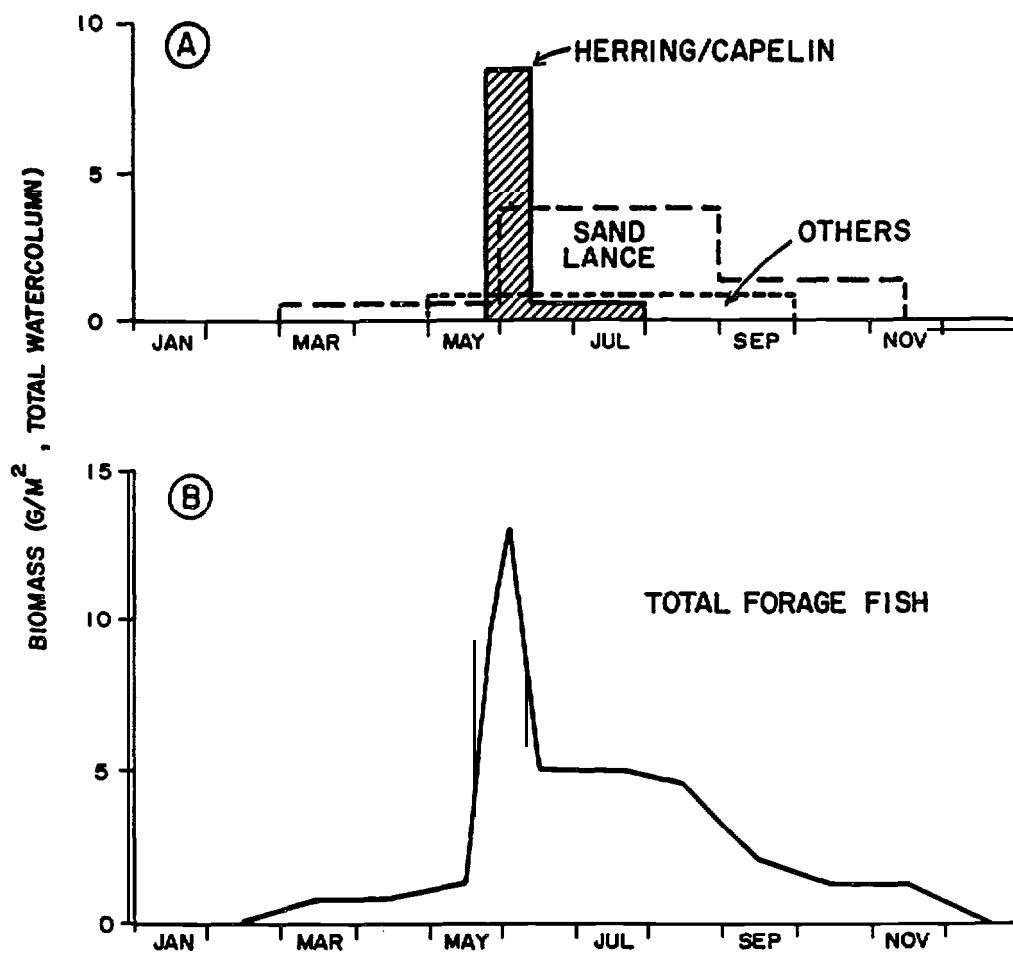 BIOMASS (G/M², TOTAL WATERCOLUMN)
10
5
0
A
HERRING/CAPELIN
SAND
LANCE
OTHERS
JAN MAR MAY JUL SEP NOV
15
10
5
0
B
TOTAL FORAGE FISH
JAN MAR MAY JUL SEP NOV